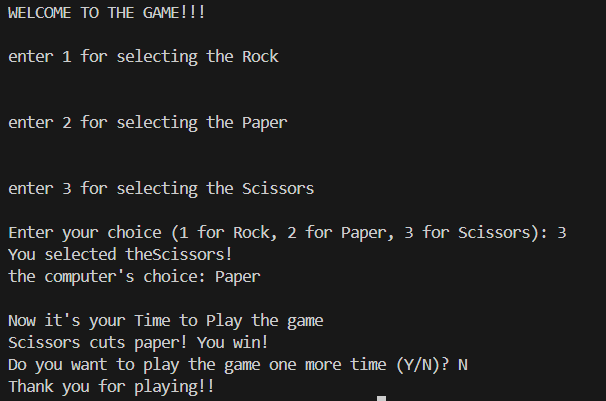 WELCOME TO THE GAME!!!
enter 1 for selecting the Rock
enter 2 for selecting the Paper
enter 3 for selecting the Scissors
Enter your choice (1 for Rock, 2 for Paper, 3 for Scissors): 3
You selected theScissors!
the computer's choice: Paper
Now it's your Time to Play the game
Scissors cuts paper! You win!
Do you want to play the game one more time (Y/N)? N
Thank you for playing!!